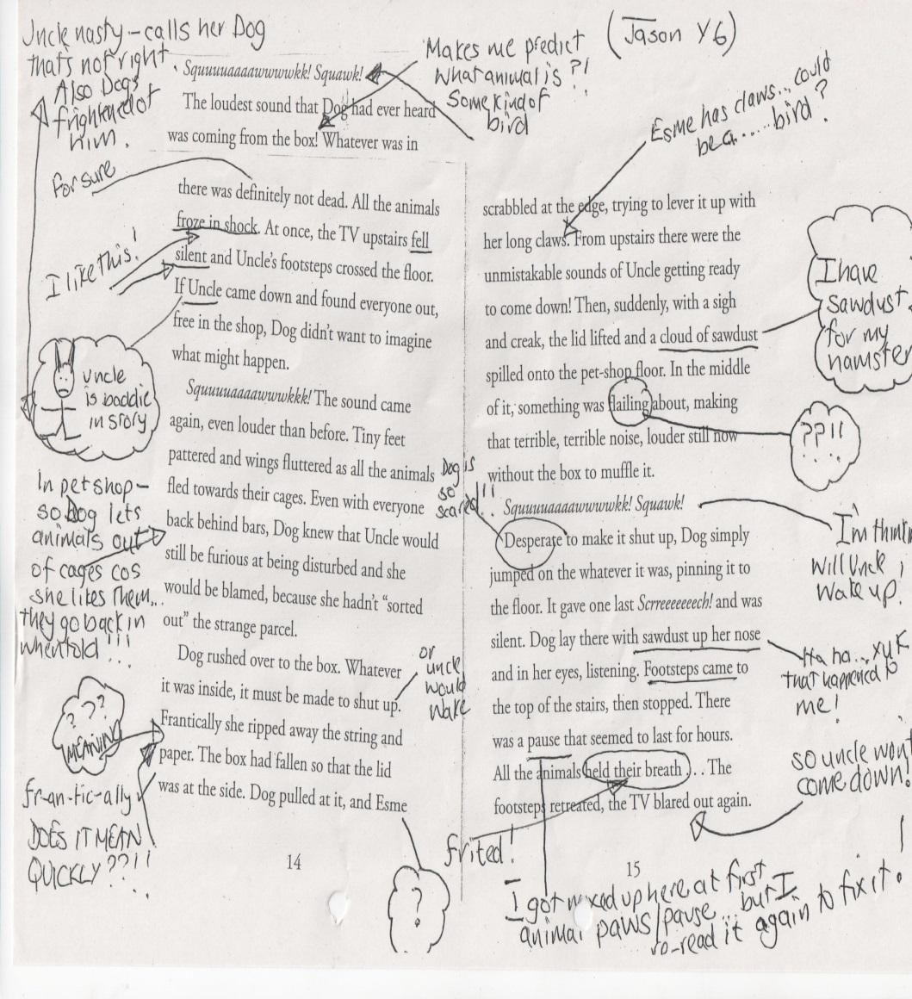 Uncle nasty – calls her Dog
that's not right.
Also Dogs
frightened of
him.
Makes me predict
What animal is ?!
Some kind of
bird
(Jason Y6)
Esme has claws... could
be a..... bird?
Squuuuaaaawwwwkk! Squawk!
The loudest sound that Dog had ever heard
was coming from the box! Whatever was in
For sure
there was definitely not dead. All the animals
froze in shock. At once, the TV upstairs fell
silent and Uncle's footsteps crossed the floor.
If Uncle came down and found everyone out,
free in the shop, Dog didn't want to imagine
what might happen.
Squuuuaaaawwwkkk! The sound came
again, even louder than before. Tiny feet
pattered and wings fluttered as all the animals
fled towards their cages. Even with everyone
back behind bars, Dog knew that Uncle would
still be furious at being disturbed and she
would be blamed, because she hadn't "sorted
out" the strange parcel.
Dog rushed over to the box. Whatever
it was inside, it must be made to shut up.
Frantically she ripped away the string and
paper. The box had fallen so that the lid
was at the side. Dog pulled at it, and Esme
14
I like this!
Uncle
is baddie
in story
In petshop –
so Dog lets
animals out
of cages cos
she likes them...
they go back in
when told!!!
or
uncle
would
wake
???
MEANING
fr-an-tic-ally
DOES IT MEAN
QUICKLY??!!
?
scrabbled at the edge, trying to lever it up with
her long claws. From upstairs there were the
unmistakable sounds of Uncle getting ready
to come down! Then, suddenly, with a sigh
and creak, the lid lifted and a cloud of sawdust
spilled onto the pet-shop floor. In the middle
of it, something was flailing about, making
that terrible, terrible noise, louder still now
without the box to muffle it.
Squuuuaaaawwwwkk! Squawk!
Desperate to make it shut up, Dog simply
jumped on the whatever it was, pinning it to
the floor. It gave one last Scrreeeeeeech! and was
silent. Dog lay there with sawdust up her nose
and in her eyes, listening. Footsteps came to
the top of the stairs, then stopped. There
was a pause that seemed to last for hours.
All the animals held their breath . . . The
footsteps retreated, the TV blared out again.
15
I have
sawdust
for my
hamster
??!!
Dog is
so
scared!!
I'm
Will Uncle
Wake up.
Ha ha... yuk
that happened to
me!
so uncle won't
come down!
frited!
I got mixed up here at first
animal paws/pause... but I
re-read it again to fix it.